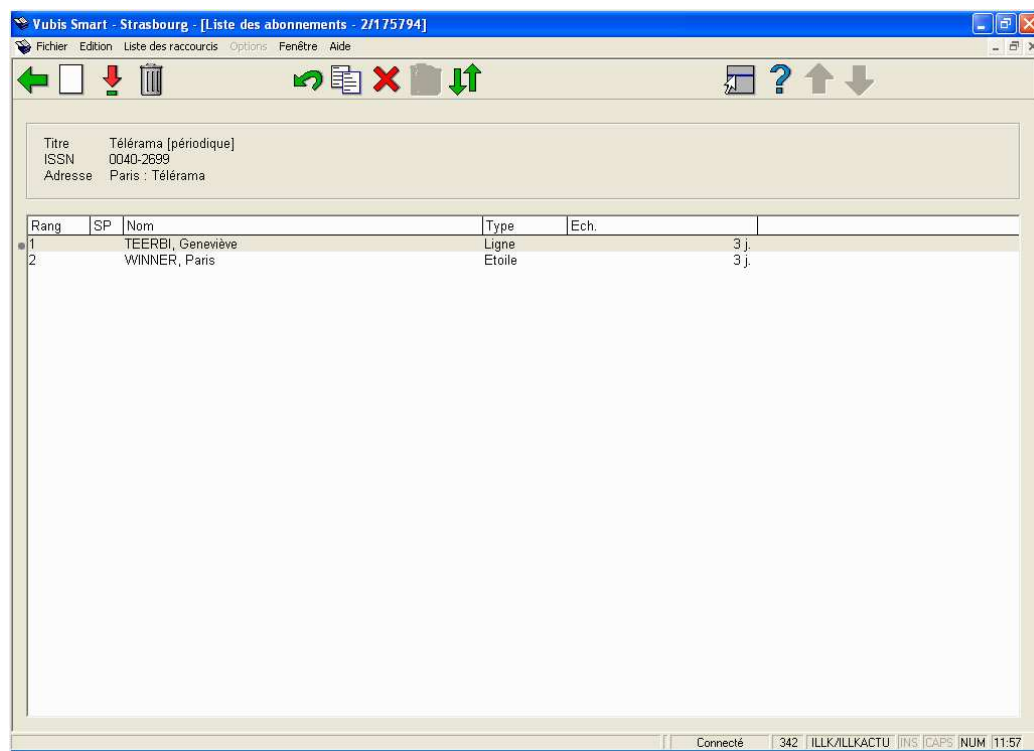 Vubis Smart - Strasbourg - [Liste des abonnements - 2/175794]
Fichier Edition Liste des raccourcis Options Fenêtre Aide
Titre Télérama [périodique]
ISSN 0040-2699
Adresse Paris : Télérama
Rang SP Nom Type Ech.
1 TEERBI, Geneviève Ligne 3 j.
2 WINNER, Paris Etoile 3 j.
Connecté 342 ILLK/ILLKACTU INS CAPS NUM 11:57